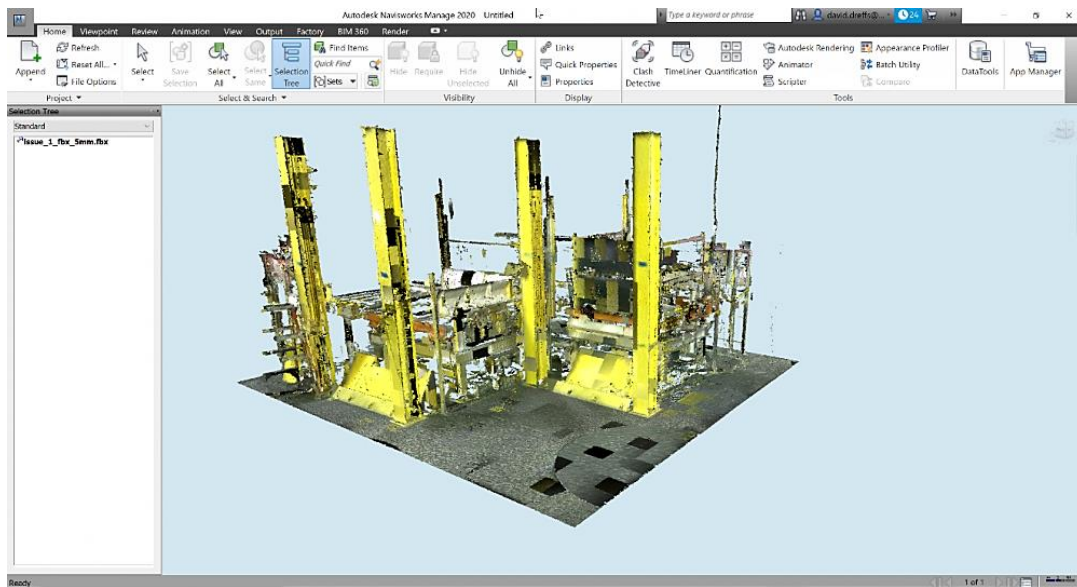 Autodesk Navisworks Manage 2020 Untitled
Type a keyword or phrase
david.dreffs@...
24
Home Viewpoint Review Animation View Output Factory BIM 360 Render
Append
Refresh
Reset All...
File Options
Project
Select
Save Selection
Select All
Select Same
Selection Tree
Find Items
Quick Find
Sets
Select & Search
Hide
Require
Hide Unselected
Unhide All
Visibility
Links
Quick Properties
Properties
Display
Clash Detective
TimeLiner
Quantification
Autodesk Rendering
Animator
Scripter
Appearance Profiler
Batch Utility
Compare
Tools
DataTools
App Manager
Selection Tree
Standard
issue_1_fbx_5mm.fbx
Ready
1 of 1